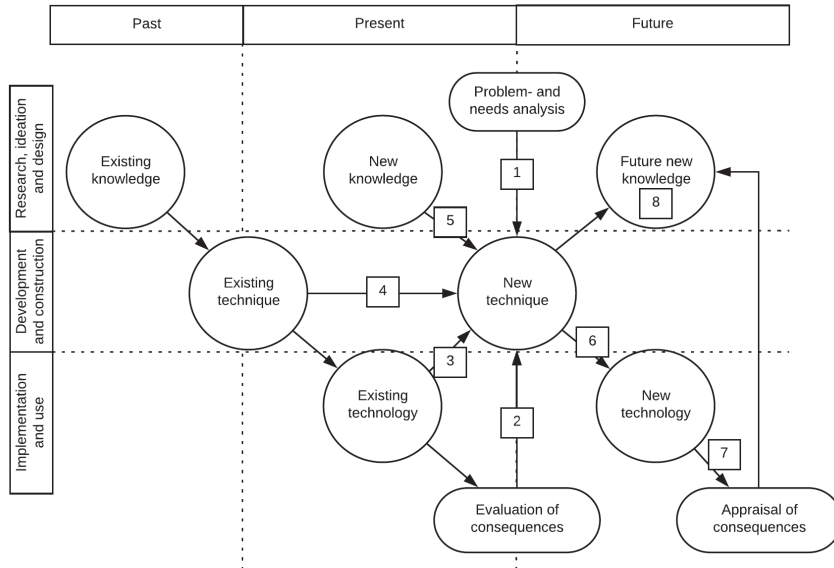 Past
Present
Future
Research, ideation
and design
Development
and construction
Implementation
and use
Problem- and
needs analysis
Existing
knowledge
New
knowledge
1
Future new
knowledge
8
5
Existing
technique
4
New
technique
6
3
Existing
technology
2
New
technology
7
Evaluation of
consequences
Appraisal of
consequences